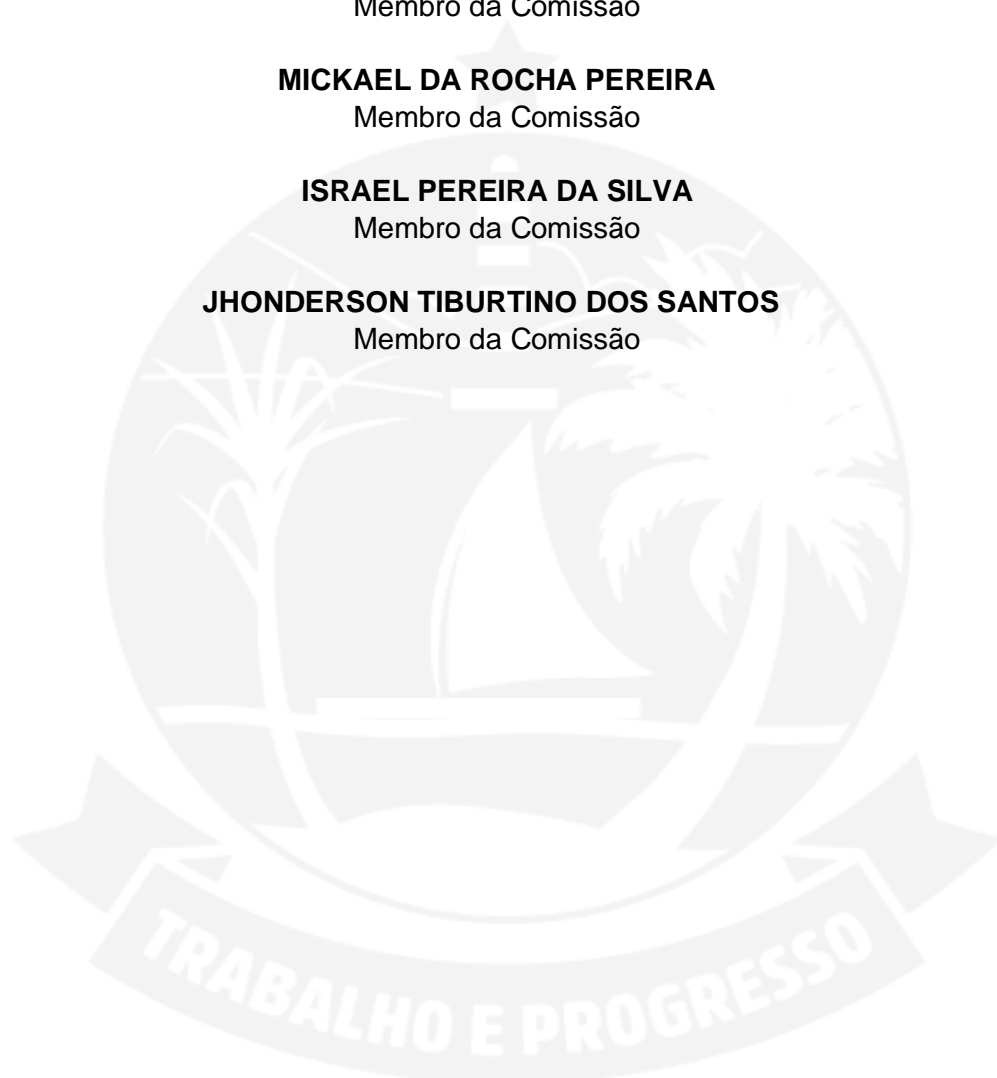 Membro da Comissão
MICKAEL DA ROCHA PEREIRA
Membro da Comissão
ISRAEL PEREIRA DA SILVA
Membro da Comissão
JHONDERSON TIBURTINO DOS SANTOS
Membro da Comissão
TRABALHO E PROGRESSO